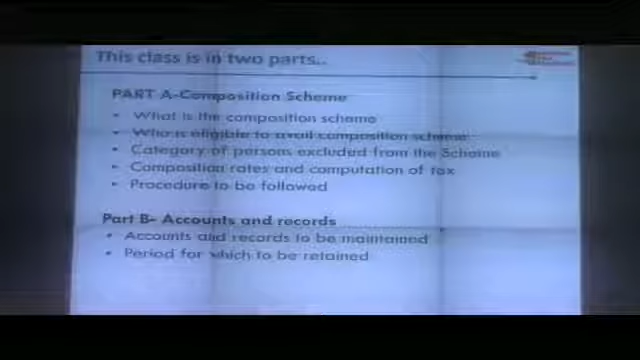 This class is in two parts..
PART A-Composition Scheme
• What is the composition scheme
• Who is eligible to avail composition scheme
• Category of persons excluded from the Scheme
• Composition rates and computation of tax
• Procedure to be followed
Part B- Accounts and records
• Accounts and records to be maintained
• Period for which to be retained